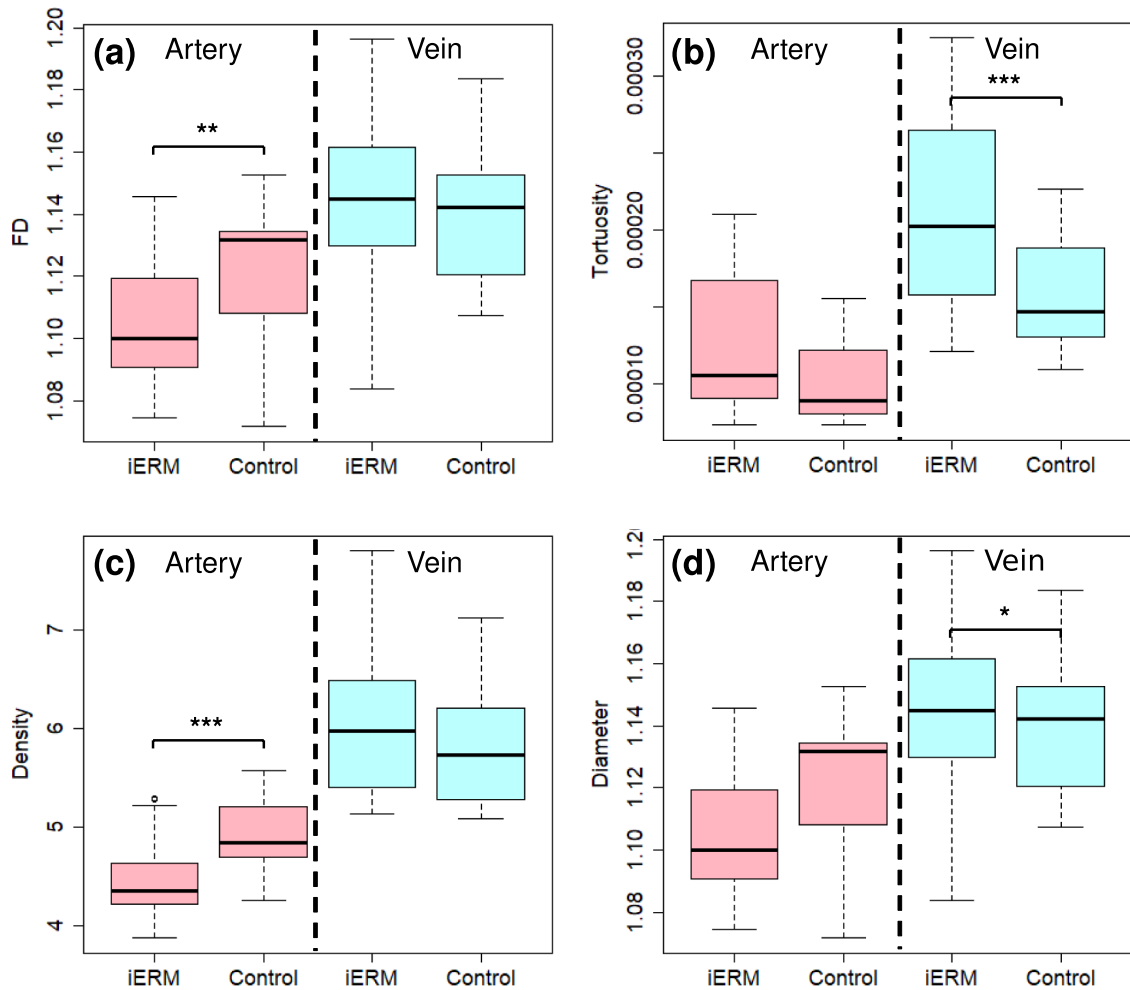 (a) Artery Vein
1.20
1.18
1.16
1.14
1.12
1.10
1.08
FD
**
iERM Control iERM Control
(b) Artery Vein
0.00030
0.00020
0.00010
Tortuosity
***
iERM Control iERM Control
(c) Artery Vein
7
6
5
4
Density
***
iERM Control iERM Control
(d) Artery Vein
1.18
1.16
1.14
1.12
1.10
1.08
Diameter
*
iERM Control iERM Control